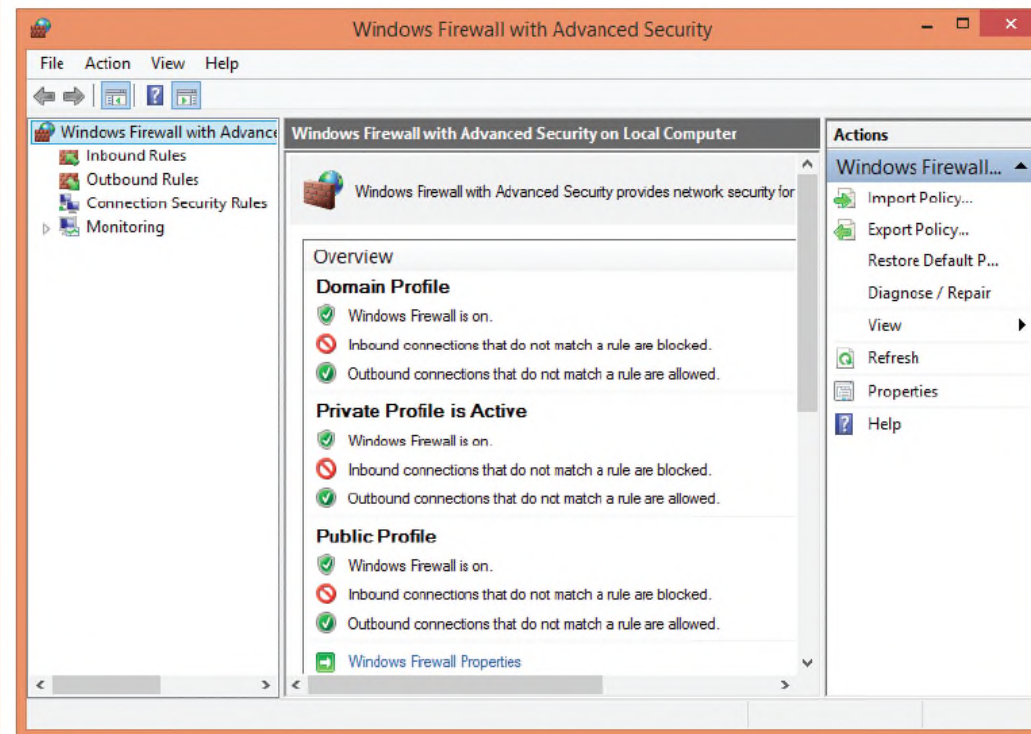 Windows Firewall with Advanced Security
File Action View Help
Windows Firewall with Advance
Inbound Rules
Outbound Rules
Connection Security Rules
Monitoring
Windows Firewall with Advanced Security on Local Computer
Windows Firewall with Advanced Security provides network security for
Overview
Domain Profile
Windows Firewall is on.
Inbound connections that do not match a rule are blocked.
Outbound connections that do not match a rule are allowed.
Private Profile is Active
Windows Firewall is on.
Inbound connections that do not match a rule are blocked.
Outbound connections that do not match a rule are allowed.
Public Profile
Windows Firewall is on.
Inbound connections that do not match a rule are blocked.
Outbound connections that do not match a rule are allowed.
Windows Firewall Properties
Actions
Windows Firewall...
Import Policy...
Export Policy...
Restore Default P...
Diagnose / Repair
View
Refresh
Properties
Help